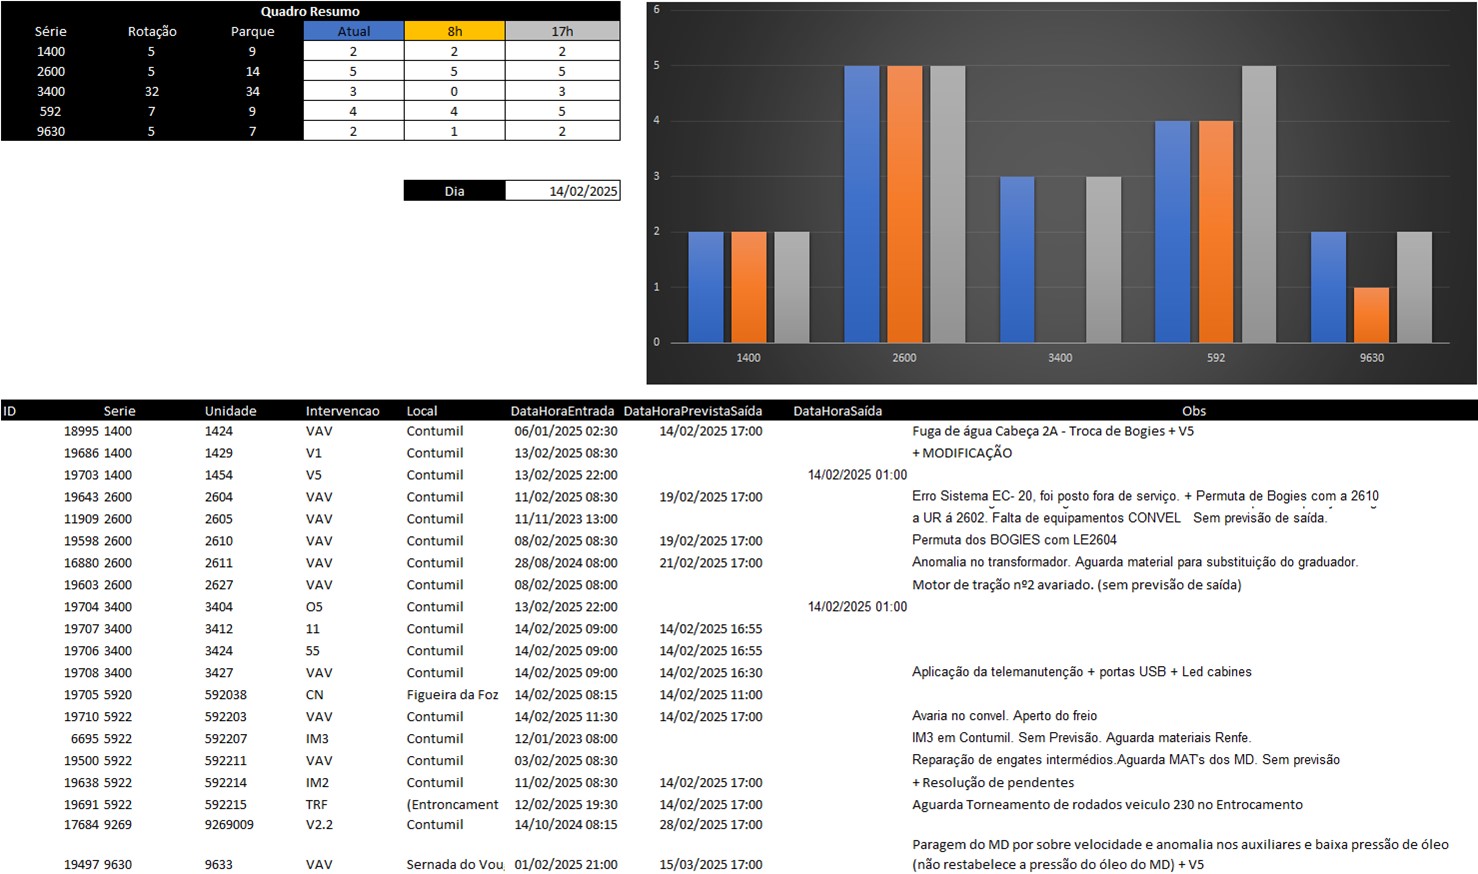 Quadro Resumo
Série Rotação Parque Atual 8h 17h
1400 5 9 2 2 2
2600 5 14 5 5 5
3400 32 34 3 0 3
592 7 9 4 4 5
9630 5 7 2 1 2
Dia 14/02/2025
6
5
4
3
2
1
0
1400 2600 3400 592 9630
ID Serie Unidade Intervencao Local DataHoraEntrada DataHoraPrevistaSaída DataHoraSaída Obs
18995 1400 1424 VAV Contumil 06/01/2025 02:30 14/02/2025 17:00 Fuga de água Cabeça 2A - Troca de Bogies + V5
19686 1400 1429 V1 Contumil 13/02/2025 08:30 + MODIFICAÇÃO
19703 1400 1454 V5 Contumil 13/02/2025 22:00 14/02/2025 01:00
19643 2600 2604 VAV Contumil 11/02/2025 08:30 19/02/2025 17:00 Erro Sistema EC- 20, foi posto fora de serviço. + Permuta de Bogies com a 2610
11909 2600 2605 VAV Contumil 11/11/2023 13:00 a UR á 2602. Falta de equipamentos CONVEL Sem previsão de saída.
19598 2600 2610 VAV Contumil 08/02/2025 08:30 19/02/2025 17:00 Permuta dos BOGIES com LE2604
16880 2600 2611 VAV Contumil 28/08/2024 08:00 21/02/2025 17:00 Anomalia no transformador. Aguarda material para substituição do graduador.
19603 2600 2627 VAV Contumil 08/02/2025 08:00 Motor de tração nº2 avariado. (sem previsão de saída)
19704 3400 3404 O5 Contumil 13/02/2025 22:00 14/02/2025 01:00
19707 3400 3412 11 Contumil 14/02/2025 09:00 14/02/2025 16:55
19706 3400 3424 55 Contumil 14/02/2025 09:00 14/02/2025 16:55
19708 3400 3427 VAV Contumil 14/02/2025 09:00 14/02/2025 16:30 Aplicação da telemanutenção + portas USB + Led cabines
19705 5920 592038 CN Figueira da Foz 14/02/2025 08:15 14/02/2025 11:00
19710 5922 592203 VAV Contumil 14/02/2025 11:30 14/02/2025 17:00 Avaria no convel. Aperto do freio
6695 5922 592207 IM3 Contumil 12/01/2023 08:00 IM3 em Contumil. Sem Previsão. Aguarda materiais Renfe.
19500 5922 592211 VAV Contumil 03/02/2025 08:30 Reparação de engates intermédios.Aguarda MAT's dos MD. Sem previsão
19638 5922 592214 IM2 Contumil 11/02/2025 08:30 14/02/2025 17:00 + Resolução de pendentes
19691 5922 592215 TRF (Entroncament 12/02/2025 19:30 14/02/2025 17:00 Aguarda Torneamento de rodados veiculo 230 no Entrocamento
17684 9269 9269009 V2.2 Contumil 14/10/2024 08:15 28/02/2025 17:00
Paragem do MD por sobre velocidade e anomalia nos auxiliares e baixa pressão de óleo
19497 9630 9633 VAV Sernada do Vou 01/02/2025 21:00 15/03/2025 17:00 (não restabelece a pressão do óleo do MD) + V5